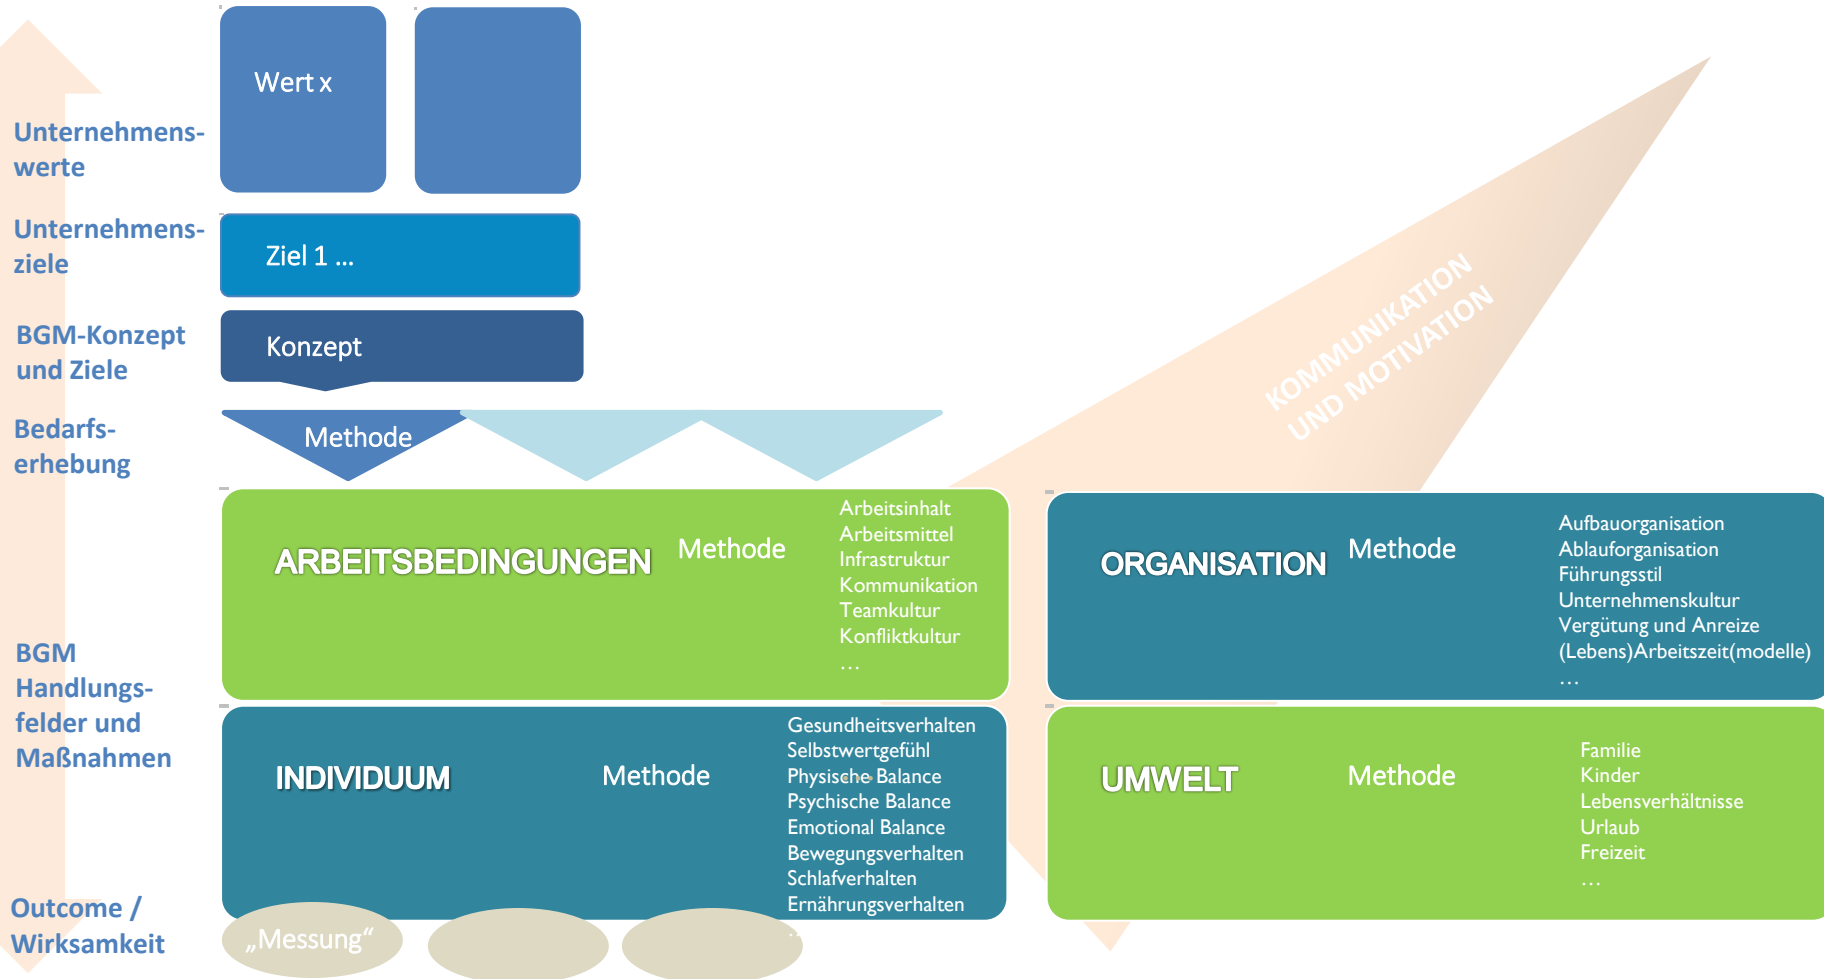 Unternehmens-
werte
Wert x
Unternehmens-
ziele
Ziel 1 ...
BGM-Konzept
und Ziele
Konzept
Bedarfs-
erhebung
Methode
KOMMUNIKATION
UND MOTIVATION
BGM
Handlungs-
felder und
Maßnahmen
ARBEITSBEDINGUNGEN
Methode
Arbeitsinhalt
Arbeitsmittel
Infrastruktur
Kommunikation
Teamkultur
Konfliktkultur
...
ORGANISATION
Methode
Aufbauorganisation
Ablauforganisation
Führungsstil
Unternehmenskultur
Vergütung und Anreize
(Lebens)Arbeitszeit(modelle)
...
INDIVIDUUM
Methode
Gesundheitsverhalten
Selbstwertgefühl
Physische Balance
Psychische Balance
Emotional Balance
Bewegungsverhalten
Schlafverhalten
Ernährungsverhalten
...
UMWELT
Methode
Familie
Kinder
Lebensverhältnisse
Urlaub
Freizeit
...
Outcome /
Wirksamkeit
„Messung“